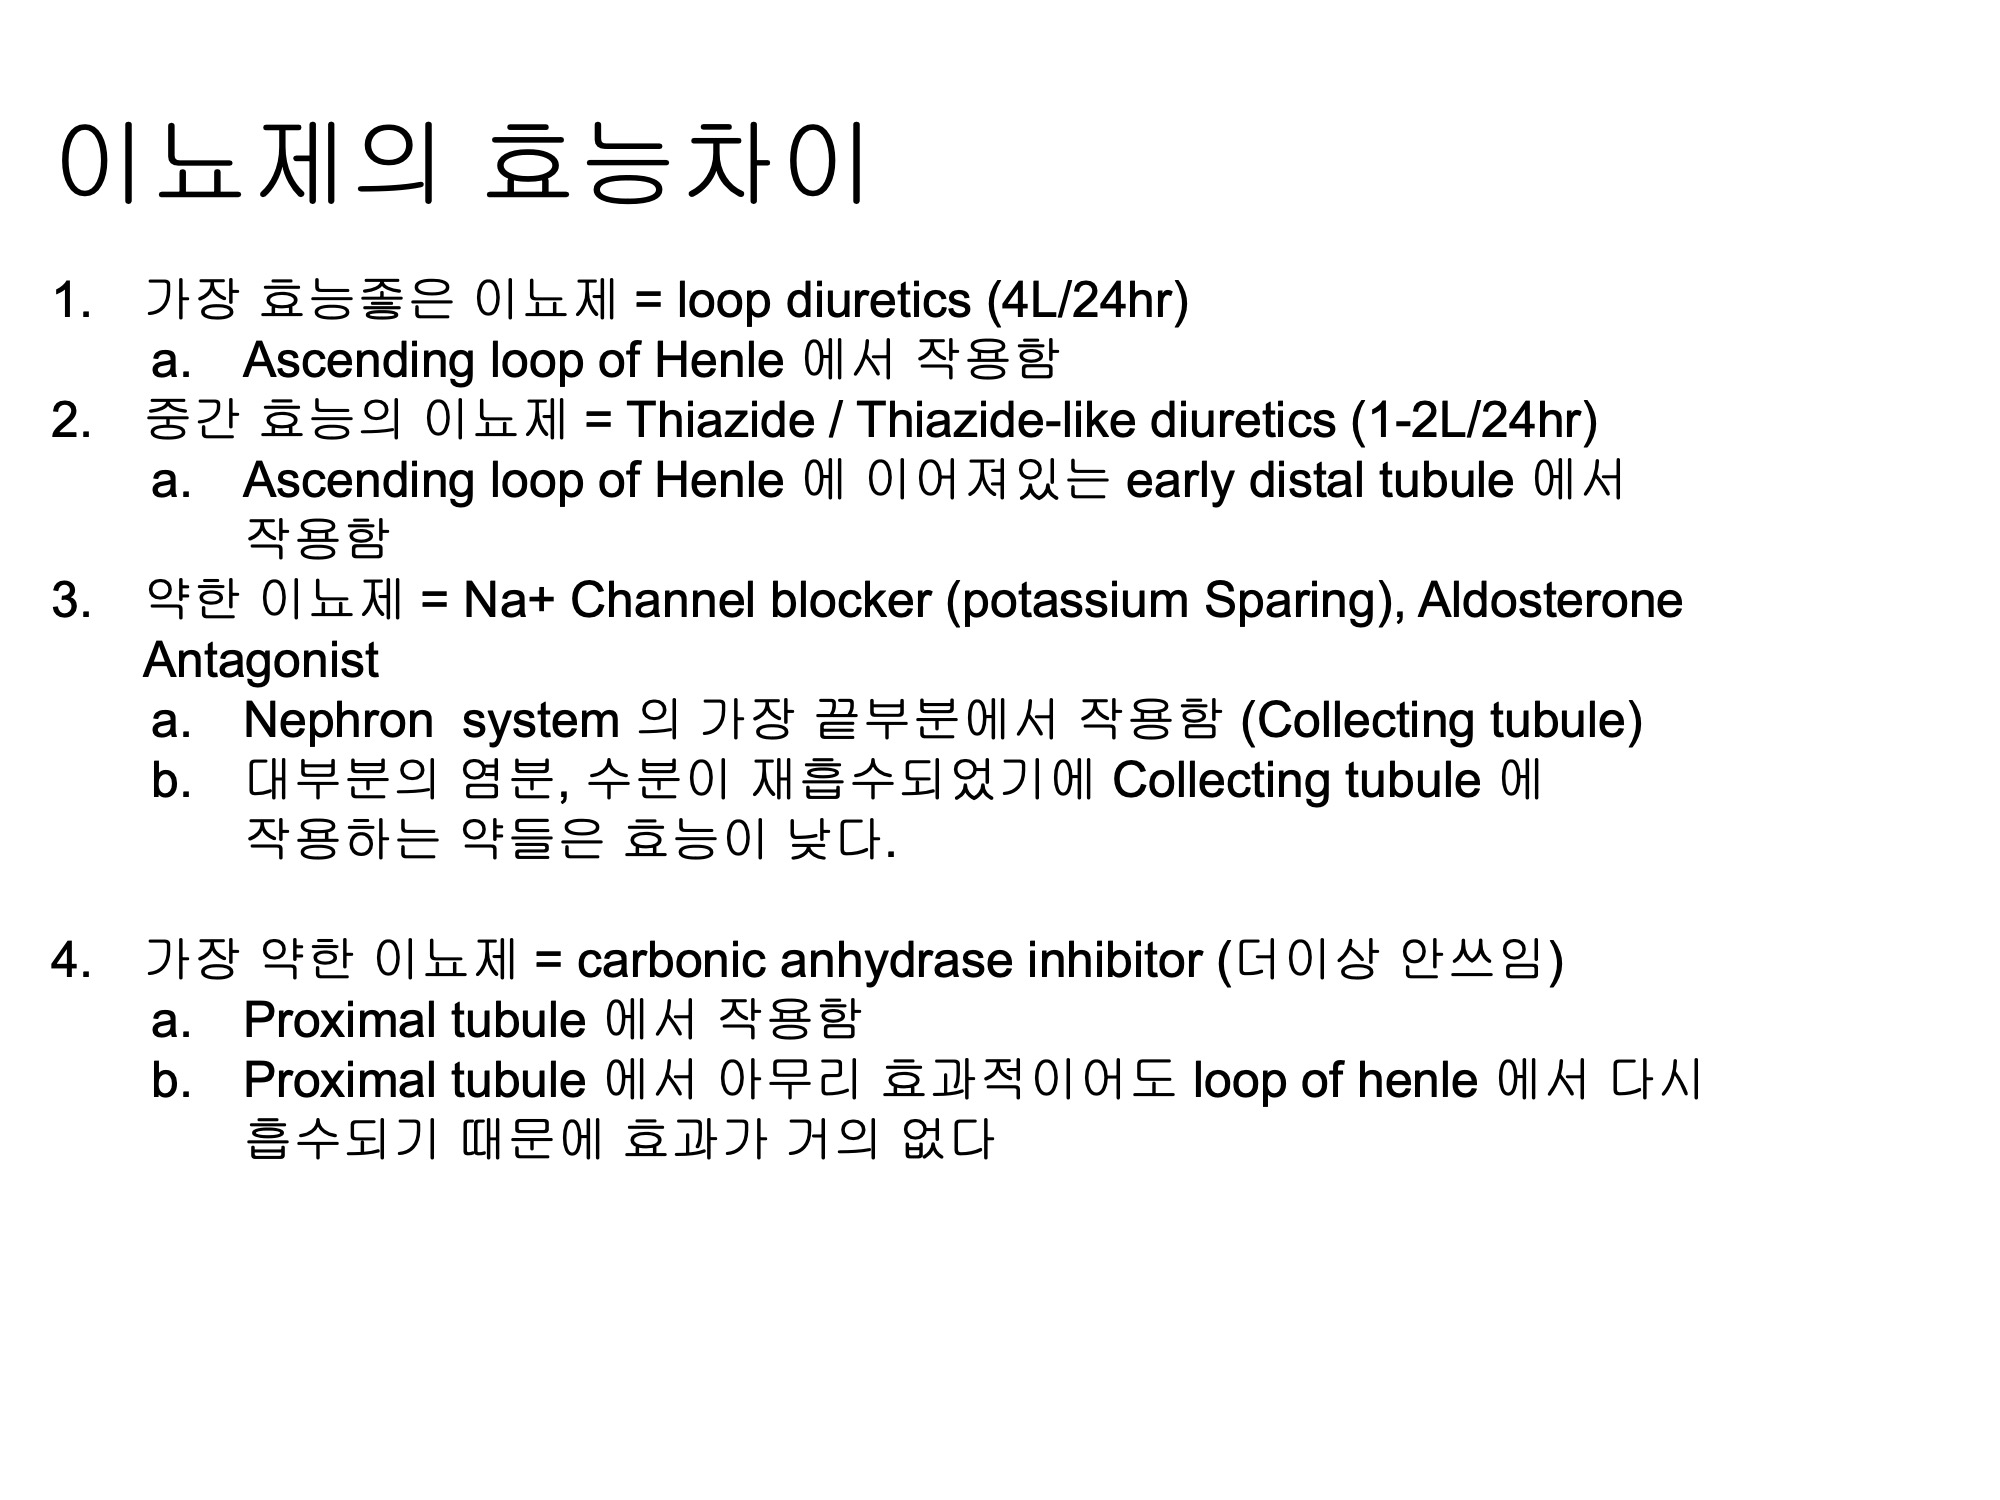 이뇨제의 효능차이
1. 가장 효능좋은 이뇨제 = loop diuretics (4L/24hr)
a. Ascending loop of Henle 에서 작용함
2. 중간 효능의 이뇨제 = Thiazide / Thiazide-like diuretics (1-2L/24hr)
a. Ascending loop of Henle 에 이어져있는 early distal tubule 에서
작용함
3. 약한 이뇨제 = Na+ Channel blocker (potassium Sparing), Aldosterone
Antagonist
a. Nephron  system 의 가장 끝부분에서 작용함 (Collecting tubule)
b. 대부분의 염분, 수분이 재흡수되었기에 Collecting tubule 에
작용하는 약들은 효능이 낮다.
4. 가장 약한 이뇨제 = carbonic anhydrase inhibitor (더이상 안쓰임)
a. Proximal tubule 에서 작용함
b. Proximal tubule 에서 아무리 효과적이어도 loop of henle 에서 다시
흡수되기 때문에 효과가 거의 없다